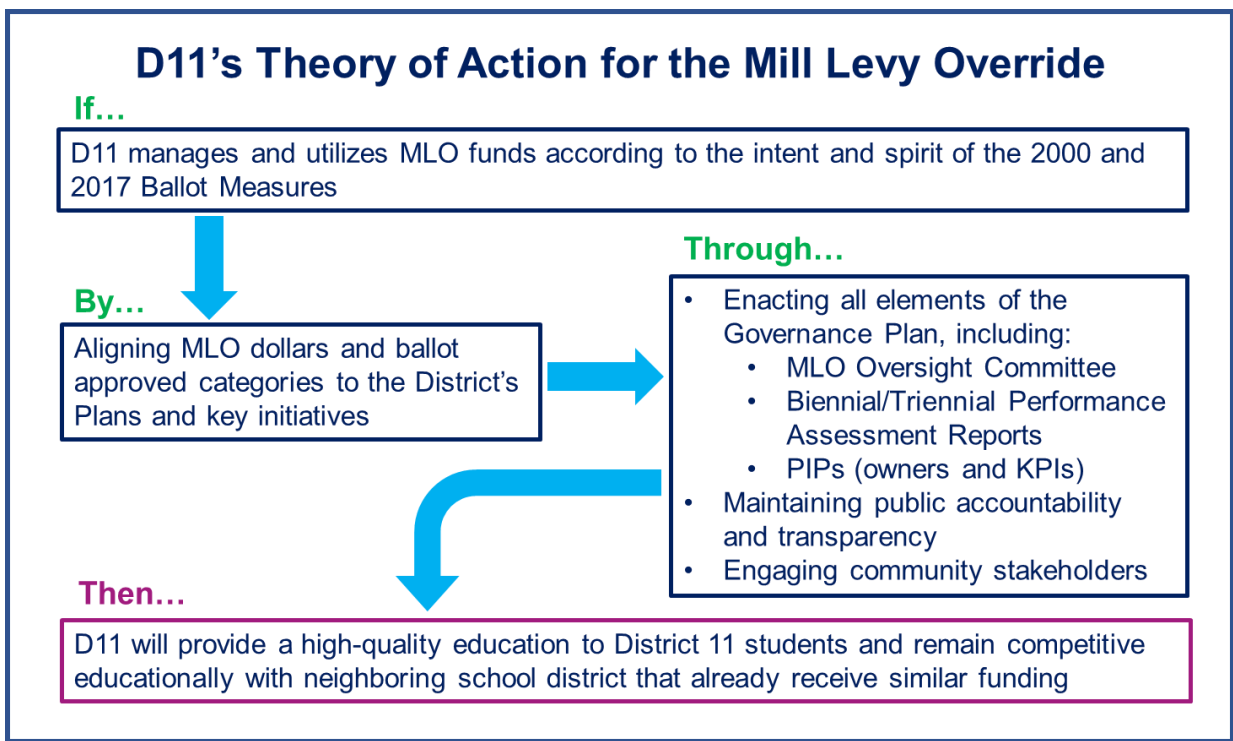 D11’s Theory of Action for the Mill Levy Override
If…
D11 manages and utilizes MLO funds according to the intent and spirit of the 2000 and
2017 Ballot Measures
By…
Aligning MLO dollars and ballot
approved categories to the District’s
Plans and key initiatives
Through…
• Enacting all elements of the
Governance Plan, including:
• MLO Oversight Committee
• Biennial/Triennial Performance
Assessment Reports
• PIPs (owners and KPIs)
• Maintaining public accountability
and transparency
• Engaging community stakeholders
Then…
D11 will provide a high-quality education to District 11 students and remain competitive
educationally with neighboring school district that already receive similar funding